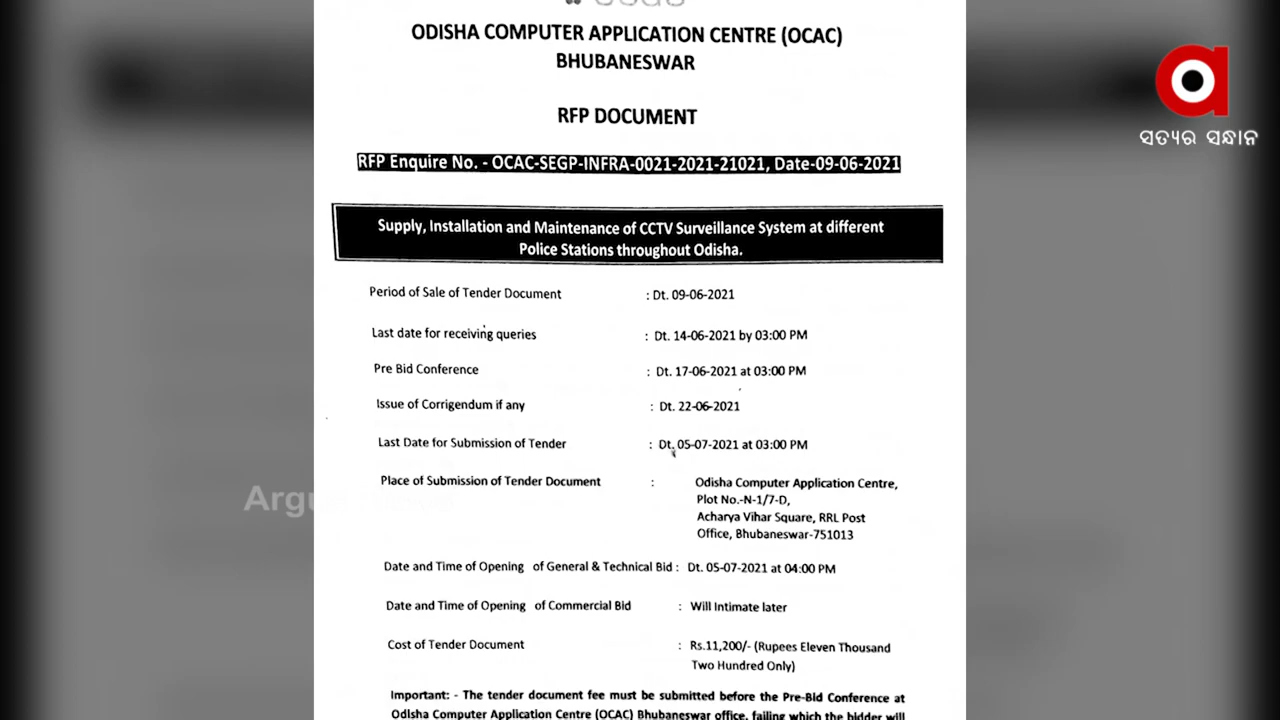 ODISHA COMPUTER APPLICATION CENTRE (OCAC)
BHUBANESWAR
RFP DOCUMENT
RFP Enquire No. - OCAC-SEGP-INFRA-0021-2021-21021, Date-09-06-2021
Supply, Installation and Maintenance of CCTV Surveillance System at different
Police Stations throughout Odisha.
Period of Sale of Tender Document : Dt. 09-06-2021
Last date for receiving queries : Dt. 14-06-2021 by 03:00 PM
Pre Bid Conference : Dt. 17-06-2021 at 03:00 PM
Issue of Corrigendum if any : Dt. 22-06-2021
Last Date for Submission of Tender : Dt. 05-07-2021 at 03:00 PM
Place of Submission of Tender Document : Odisha Computer Application Centre,
Plot No.-N-1/7-D,
Acharya Vihar Square, RRL Post
Office, Bhubaneswar-751013
Date and Time of Opening of General & Technical Bid : Dt. 05-07-2021 at 04:00 PM
Date and Time of Opening of Commercial Bid : Will Intimate later
Cost of Tender Document : Rs.11,200/- (Rupees Eleven Thousand
Two Hundred Only)
Important: - The tender document fee must be submitted before the Pre-Bid Conference at
Odisha Computer Application Centre (OCAC) Bhubaneswar office, failing which the bidder will
ସତ୍ୟର ସନ୍ଧାନ